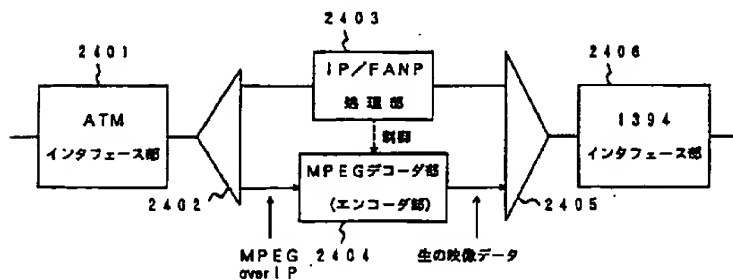 2403
2401
2406
IP/FANP
処理部
ATM
インタフェース部
1394
インタフェース部
制御
MPEGデコーダ部
(エンコーダ部)
2402
2405
MPEG
over IP
2404
生の映像データ